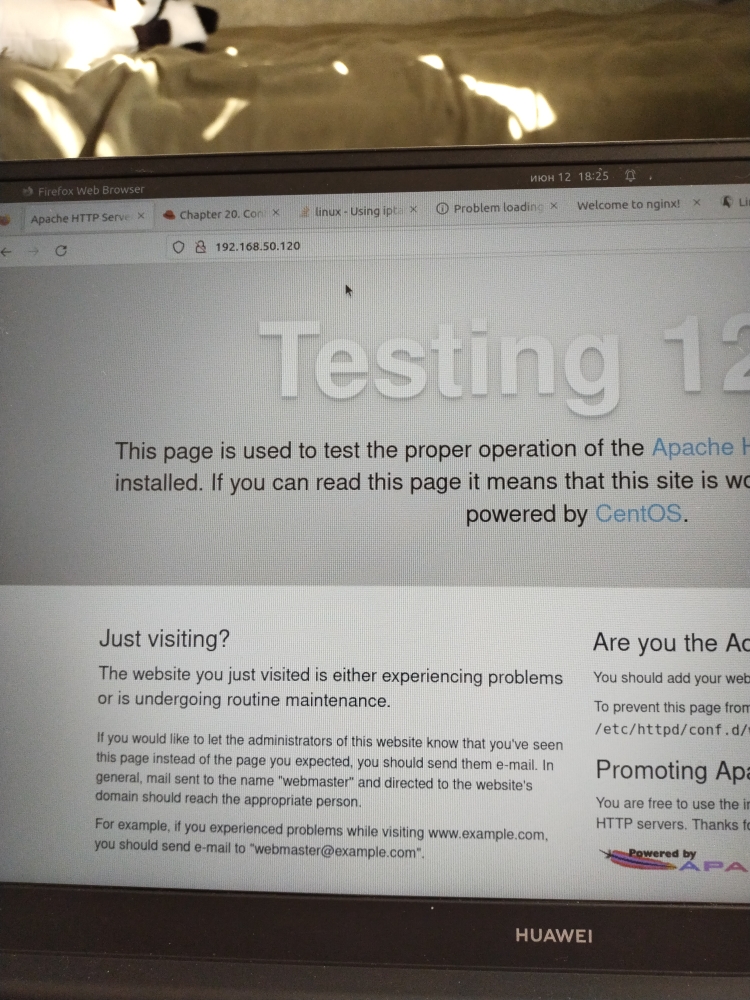 Firefox Web Browser
июн 12 18:25
Apache HTTP Serve
Chapter 20. Con
linux - Using ipta
Problem loading
Welcome to nginx!
192.168.50.120
Testing 12
This page is used to test the proper operation of the Apache H
installed. If you can read this page it means that this site is wo
powered by CentOS.
Just visiting?
The website you just visited is either experiencing problems
or is undergoing routine maintenance.
If you would like to let the administrators of this website know that you've seen
this page instead of the page you expected, you should send them e-mail. In
general, mail sent to the name "webmaster" and directed to the website's
domain should reach the appropriate person.
For example, if you experienced problems while visiting www.example.com,
you should send e-mail to "webmaster@example.com".
Are you the Ad
You should add your web
To prevent this page from
/etc/httpd/conf.d/
Promoting Apa
You are free to use the in
HTTP servers. Thanks fo
Powered by
APA
HUAWEI